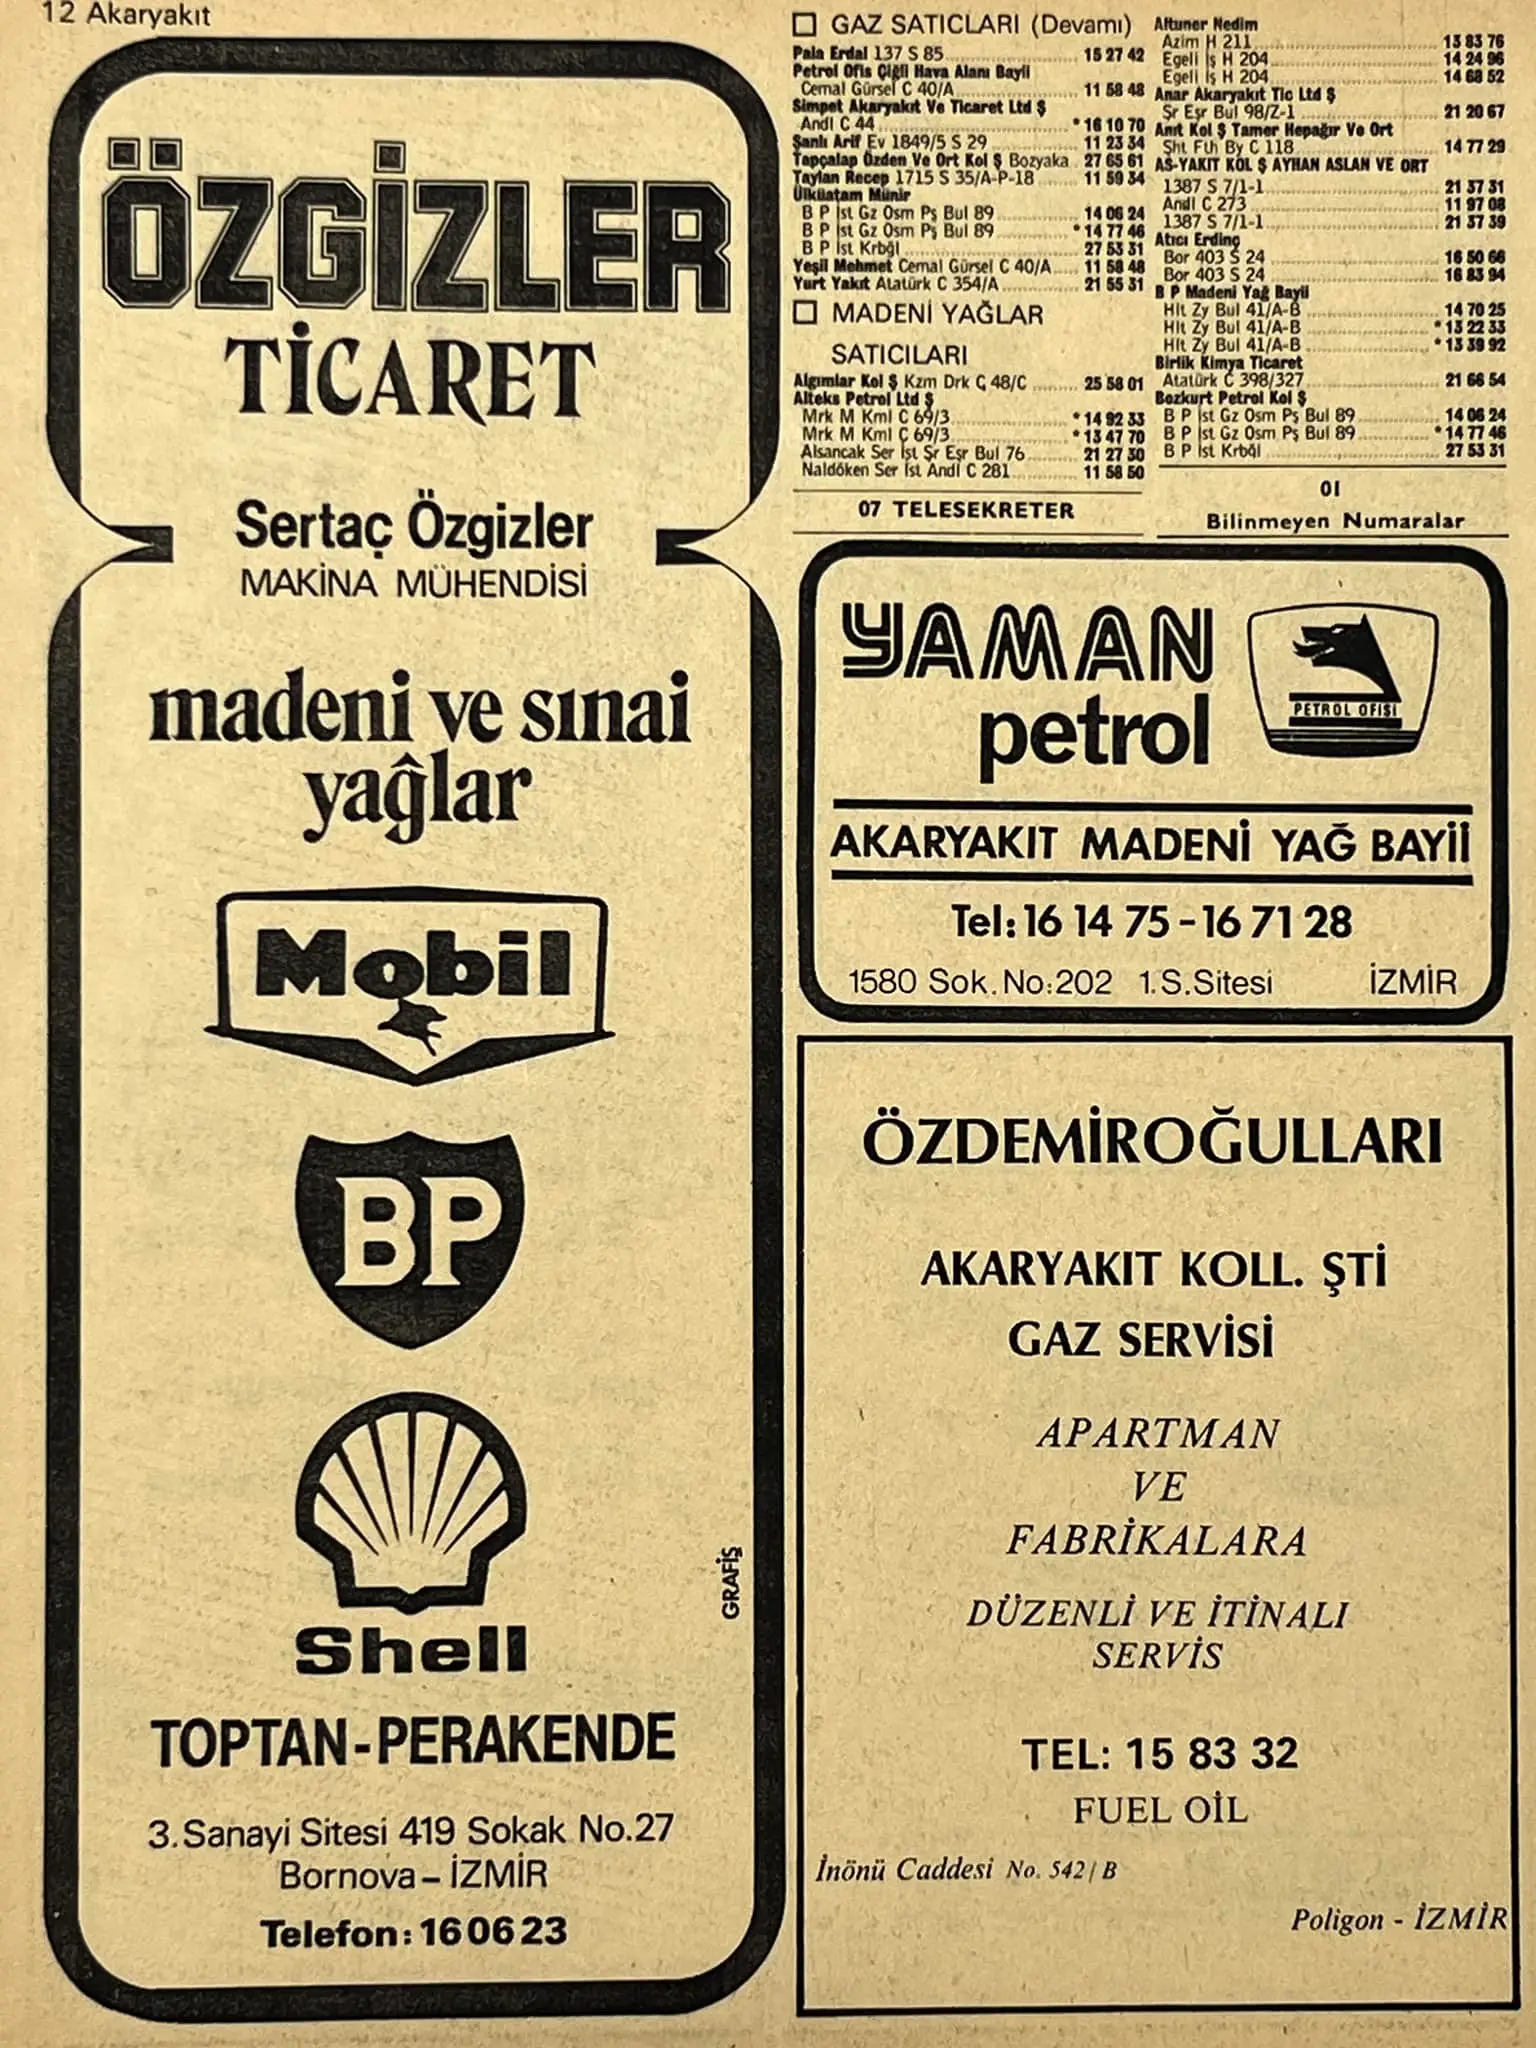 12 Akaryakıt
ÖZGİZLER
TİCARET
Sertaç Özgizler
MAKİNA MÜHENDİSİ
madeni ve sınai
yağlar
Mobil
BP
Shell
GRAFİŞ
TOPTAN-PERAKENDE
3.Sanayi Sitesi 419 Sokak No.27
Bornova – İZMİR
Telefon: 16 06 23
GAZ SATICLARI (Devamı)
Pala Erdal 137 S 85 15 27 42
Petrol Ofis Çiğli Hava Alanı Bayii
Cemal Gürsel C 40/A 11 58 48
Simpet Akaryakıt Ve Ticaret Ltd Ş
Andl C 44 *16 10 70
Şanlı Arif Ev 1849/5 S 29 11 23 34
Tapçalap Özden Ve Ort Kol Ş Bozyaka 27 65 61
Taylan Recep 1715 S 35/A-P-18 11 59 34
Ülküatam Münir
B P İst Gz Osm Pş Bul 89 14 06 24
B P İst Gz Osm Pş Bul 89 *14 77 46
B P İst Krbğl 27 53 31
Yeşil Mehmet Cemal Gürsel C 40/A 11 58 48
Yurt Yakıt Atatürk C 354/A 21 55 31
MADENİ YAĞLAR
SATICILARI
Algımlar Kol Ş Kzm Drk C 48/C 25 58 01
Alteks Petrol Ltd Ş
Mrk M Kml C 69/3 *14 92 33
Mrk M Kml C 69/3 *13 47 70
Alsancak Ser İst Şr Eşr Bul 76 21 27 30
Naldöken Ser İst Andl C 281 11 58 50
07 TELESEKRETER
Altuner Nedim
Azim H 211 13 83 76
Egeli İş H 204 14 24 96
Egeli İş H 204 14 68 52
Anar Akaryakıt Tic Ltd Ş
Şr Eşr Bul 98/Z-1 21 20 67
Anıt Kol Ş Tamer Hepağır Ve Ort
Sht Fth By C 118 14 77 29
AS-YAKIT KOL Ş AYHAN ASLAN VE ORT
1387 S 7/1-1 21 37 31
Andl C 273 11 97 08
1387 S 7/1-1 21 37 39
Atıcı Erdinç
Bor 403 S 24 16 50 66
Bor 403 S 24 16 83 94
B P Madeni Yağ Bayii
Hlt Zy Bul 41/A-B 14 70 25
Hlt Zy Bul 41/A-B *13 22 33
Hlt Zy Bul 41/A-B *13 39 92
Birlik Kimya Ticaret
Atatürk C 398/327 21 66 54
Bozkurt Petrol Kol Ş
B P İst Gz Osm Pş Bul 89 14 06 24
B P İst Gz Osm Pş Bul 89 *14 77 46
B P İst Krbğl 27 53 31
01
Bilinmeyen Numaralar
YAMAN
petrol
PETROL OFİSİ
AKARYAKIT MADENİ YAĞ BAYİİ
Tel: 16 14 75 - 16 71 28
1580 Sok. No:202 1.S.Sitesi İZMİR
ÖZDEMİROĞULLARI
AKARYAKIT KOLL. ŞTİ
GAZ SERVİSİ
APARTMAN
VE
FABRİKALARA
DÜZENLİ VE İTİNALI
SERVİS
TEL: 15 83 32
FUEL OİL
İnönü Caddesi No. 542/B
Poligon - İZMİR